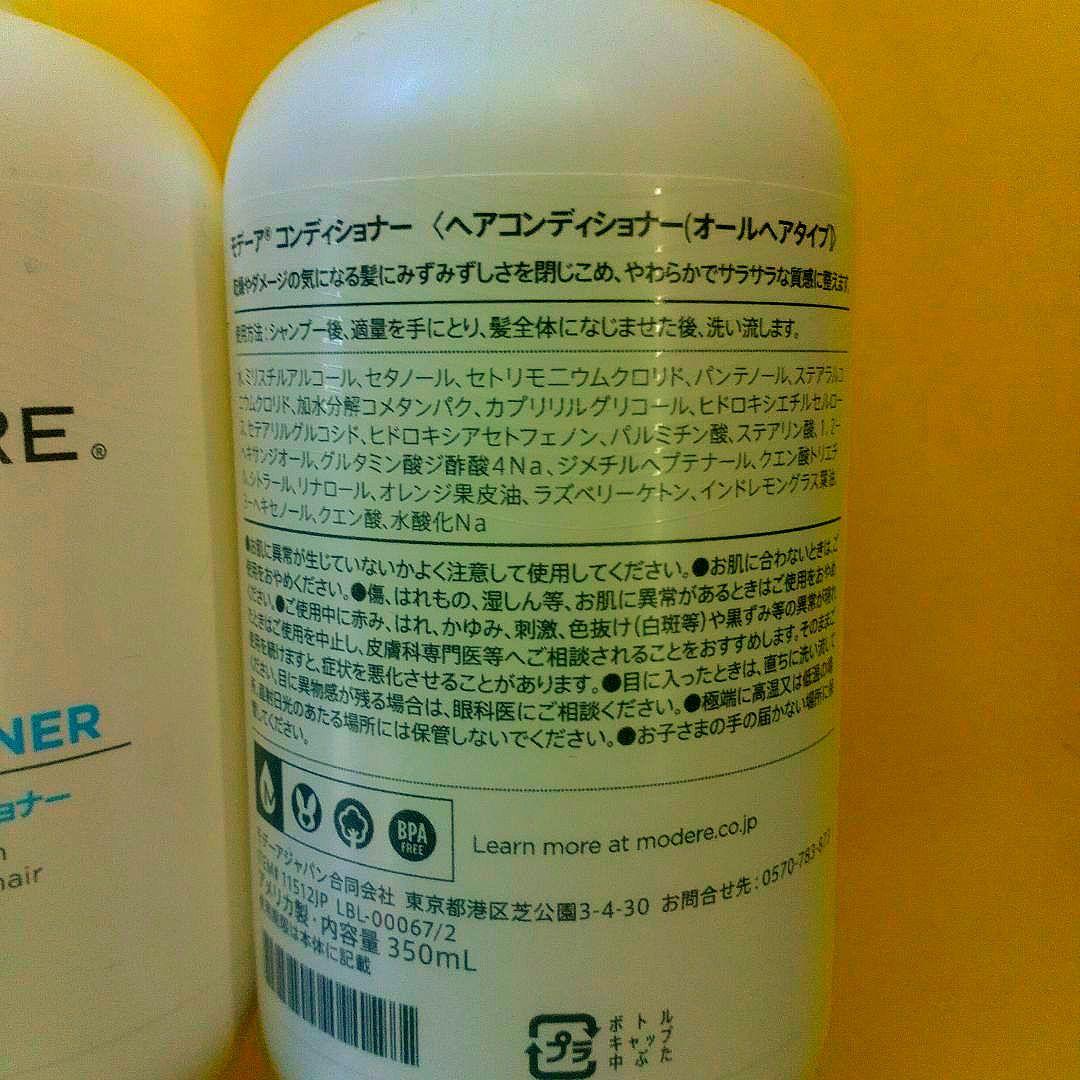 RE®
NER
ョナー
hair
モデーア® コンディショナー 〈ヘアコンディショナー(オールヘアタイプ)〉
乾燥やダメージの気になる髪にみずみずしさを閉じこめ、やわらかでサラサラな質感に整えます
使用方法:シャンプー後、適量を手にとり、髪全体になじませた後、洗い流します。
水、ミリスチルアルコール、セタノール、セトリモニウムクロリド、パンテノール、ステアラルコ
ニウムクロリド、加水分解コメタンパク、カプリリルグリコール、ヒドロキシエチルセルロー
ス、セテアリルグルコシド、ヒドロキシアセトフェノン、パルミチン酸、ステアリン酸、1,2-
ヘキサンジオール、グルタミン酸ジ酢酸4Na、ジメチルヘプテナール、クエン酸トリエチ
ル、シトラール、リナロール、オレンジ果皮油、ラズベリーケトン、インドレモングラス葉油、
3-ヘキセノール、クエン酸、水酸化Na
●お肌に異常が生じていないかよく注意して使用してください。●お肌に合わないときは、ご
使用をおやめください。●傷、はれもの、湿しん等、お肌に異常があるときはご使用をおやめ
ください。●ご使用中に赤み、はれ、かゆみ、刺激、色抜け(白斑等)や黒ずみ等の異常が現れ
たときはご使用を中止し、皮膚科専門医等へご相談されることをおすすめします。そのままご
使用を続けますと、症状を悪化させることがあります。●目に入ったときは、直ちに洗い流して
ください。目に異物感が残る場合は、眼科医にご相談ください。●極端に高温又は低温の場
所、直射日光のあたる場所には保管しないでください。●お子さまの手の届かない場所に保
管してください。
BPA
FREE
Learn more at modere.co.jp
モデーアジャパン合同会社 東京都港区芝公園3-4-30 お問合せ先:0570-783-873
ITEM# 11512JP LBL-00067/2
アメリカ製・内容量 350mL
使用期限は本体に記載
プラ
ボトル
キャップ
中ぶた